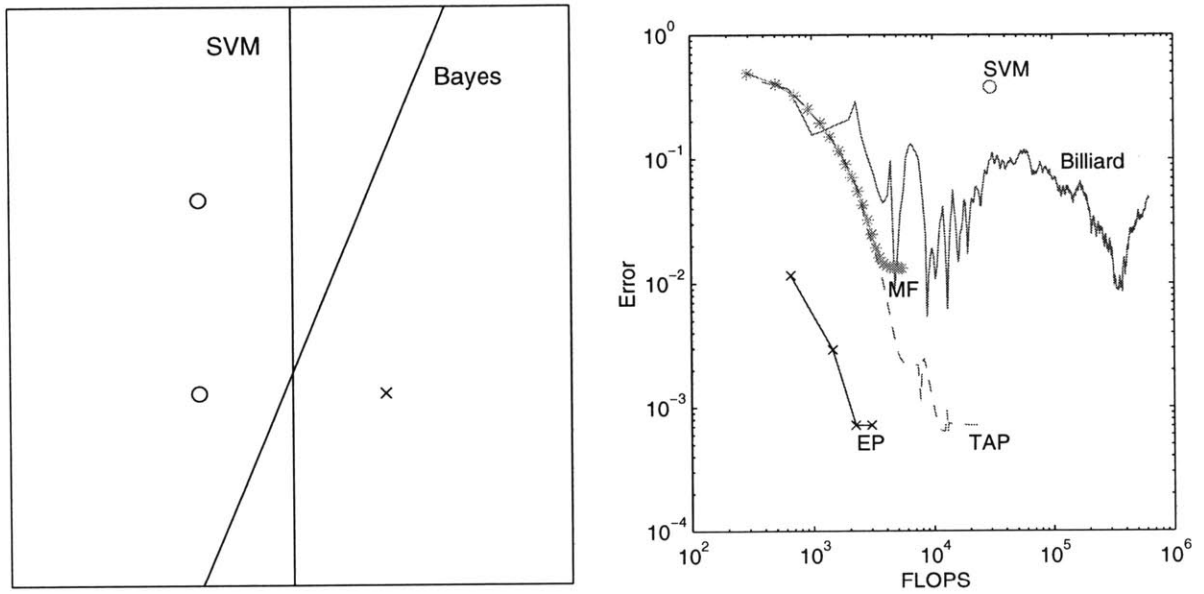 SVM
Bayes
Error
10^0
10^-1
10^-2
10^-3
10^-4
SVM
Billiard
MF
EP
TAP
10^2
10^3
10^4
10^5
10^6
FLOPS